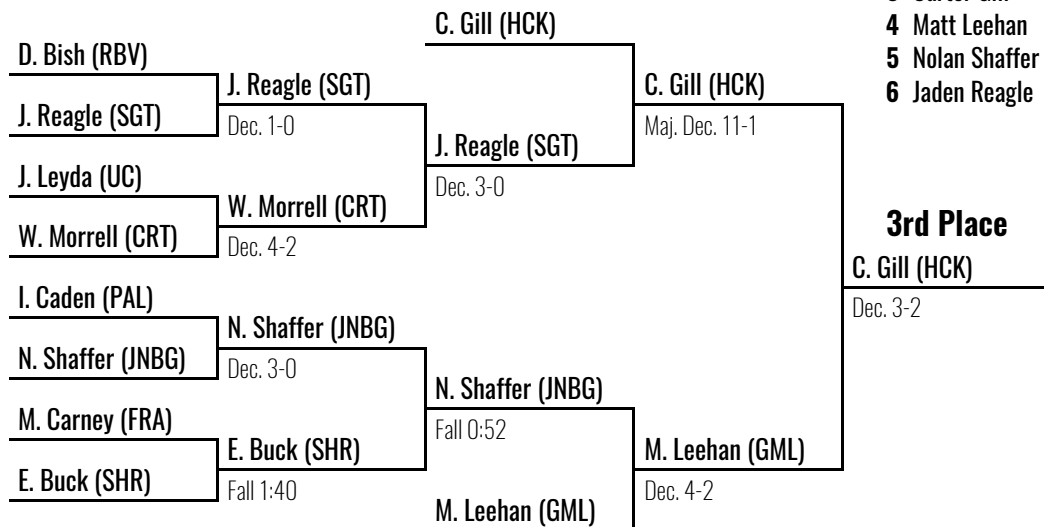 C. Gill (HCK)
4 Matt Leehan
D. Bish (RBV)
5 Nolan Shaffer
J. Reagle (SGT)
C. Gill (HCK)
6 Jaden Reagle
J. Reagle (SGT)
Dec. 1-0
Maj. Dec. 11-1
J. Reagle (SGT)
J. Leyda (UC)
Dec. 3-0
W. Morrell (CRT)
3rd Place
W. Morrell (CRT)
Dec. 4-2
C. Gill (HCK)
I. Caden (PAL)
Dec. 3-2
N. Shaffer (JNBG)
N. Shaffer (JNBG)
Dec. 3-0
N. Shaffer (JNBG)
M. Carney (FRA)
Fall 0:52
E. Buck (SHR)
M. Leehan (GML)
E. Buck (SHR)
Fall 1:40
Dec. 4-2
M. Leehan (GML)